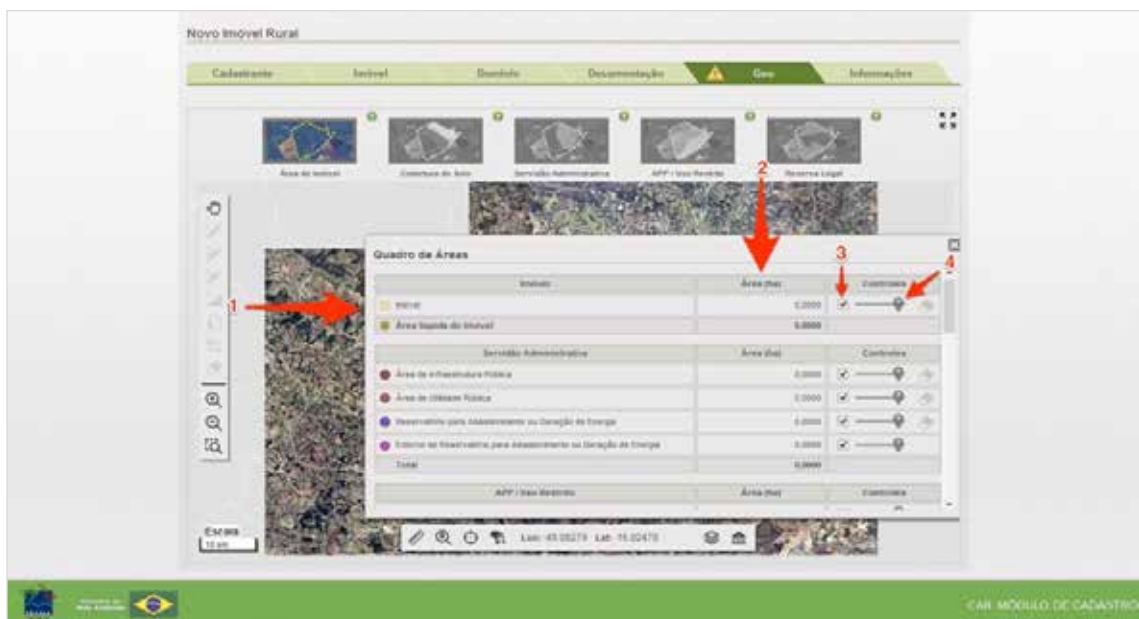 Novo Imóvel Rural
Cadastrante Imóvel Domínio Documentação Geo Informações
Área do Imóvel Cobertura do Solo Servidão Administrativa APP / Uso Restrito Reserva Legal
2
Quadro de Áreas 3 4
Imóvel Área (ha) Controles
1 Imóvel 0,0000
Área líquida do Imóvel 0,0000
Servidão Administrativa Área (ha) Controles
Área de Infraestrutura Pública 0,0000
Área de Utilidade Pública 0,0000
Reservatório para Abastecimento ou Geração de Energia 0,0000
Entorno de Reservatório para Abastecimento ou Geração de Energia 0,0000
Total 0,0000
APP / Uso Restrito Área (ha) Controles
Escala
10 km
Lat: -15.02470
IBAMA
CAR MÓDULO DE CADASTRO